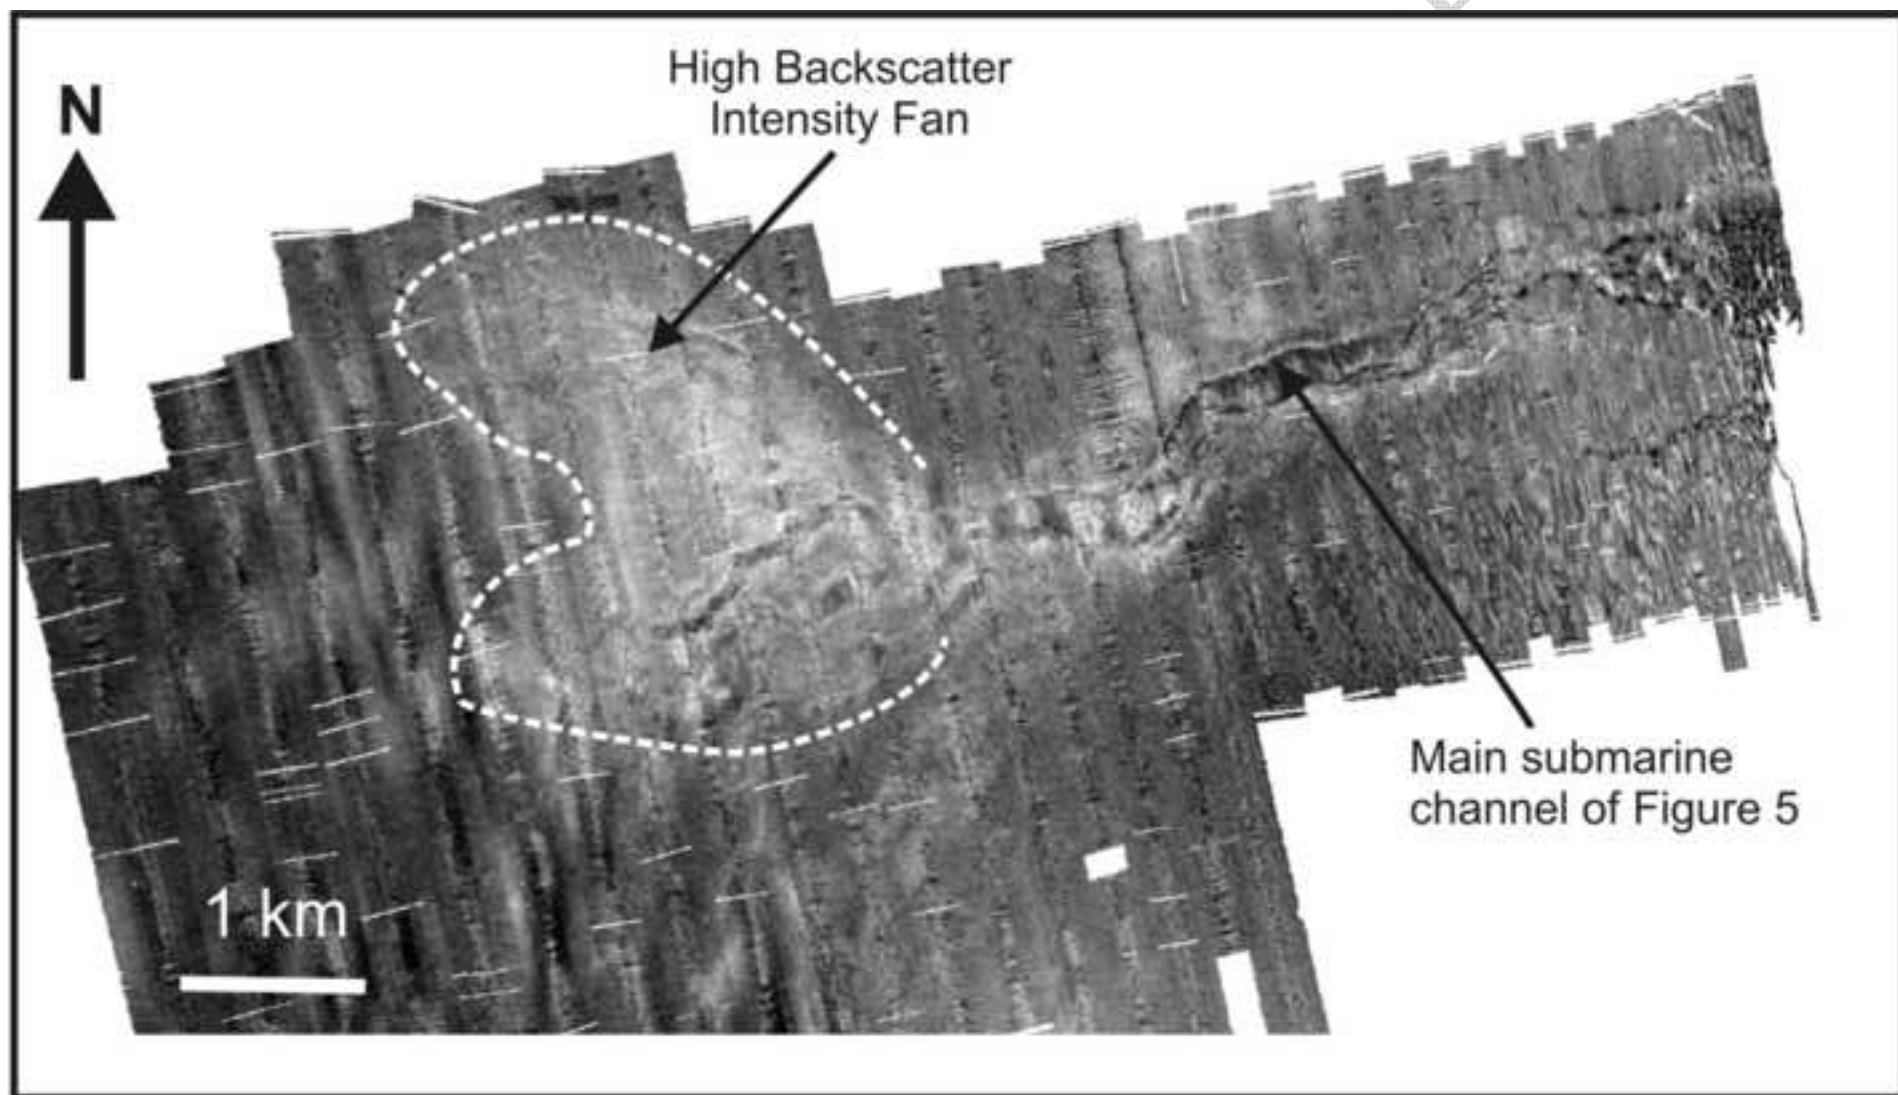 High Backscatter
Intensity Fan
N
Main submarine
channel of Figure 5
1 km